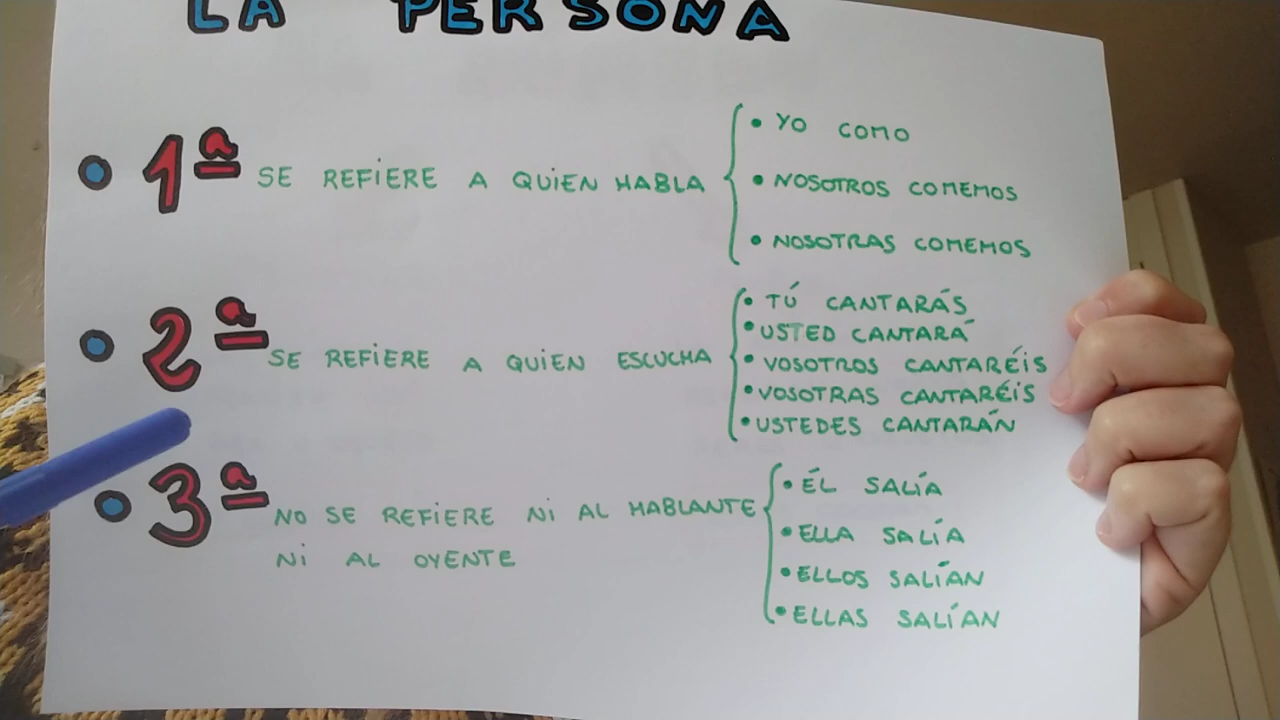 LA PERSONA
• 1ª SE REFIERE A QUIEN HABLA
• YO COMO
• NOSOTROS COMEMOS
• NOSOTRAS COMEMOS
• 2ª SE REFIERE A QUIEN ESCUCHA
• TÚ CANTARÁS
• USTED CANTARÁ
• VOSOTROS CANTARÉIS
• VOSOTRAS CANTARÉIS
• USTEDES CANTARÁN
• 3ª NO SE REFIERE NI AL HABLANTE
NI AL OYENTE
• ÉL SALÍA
• ELLA SALÍA
• ELLOS SALÍAN
• ELLAS SALÍAN